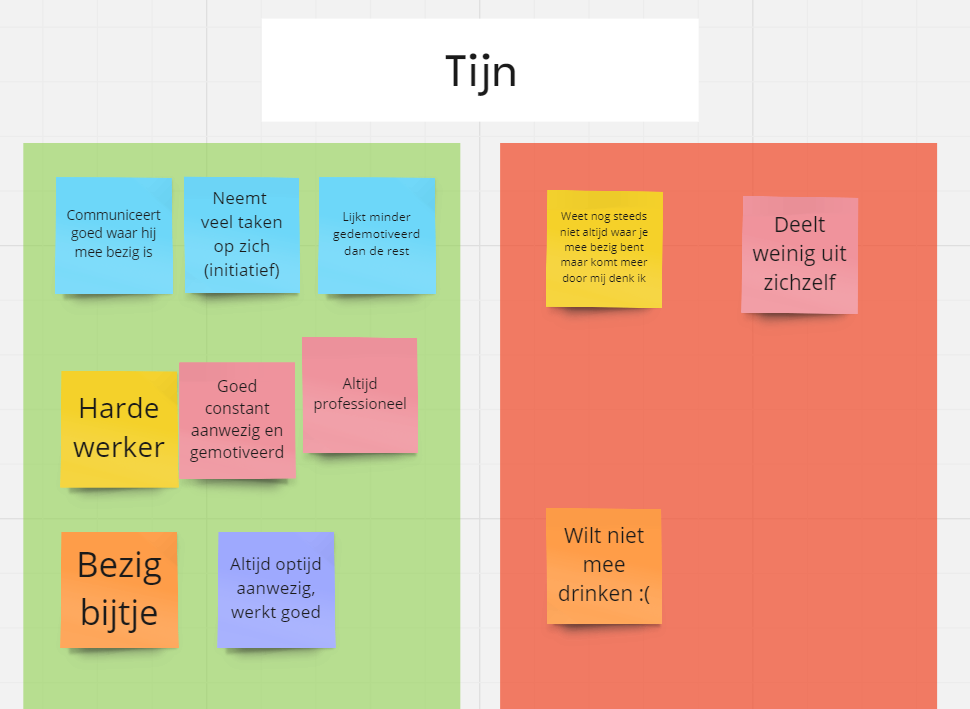 Tijn
Communiceert
goed waar hij
mee bezig is
Neemt
veel taken
op zich
(initiatief)
Lijkt minder
gedemotiveerd
dan de rest
Harde
werker
Goed
constant
aanwezig en
gemotiveerd
Altijd
professioneel
Bezig
bijtje
Altijd optijd
aanwezig,
werkt goed
Weet nog steeds
niet altijd waar je
mee bezig bent
maar komt meer
door mij denk ik
Deelt
weinig uit
zichzelf
Wilt niet
mee
drinken :(